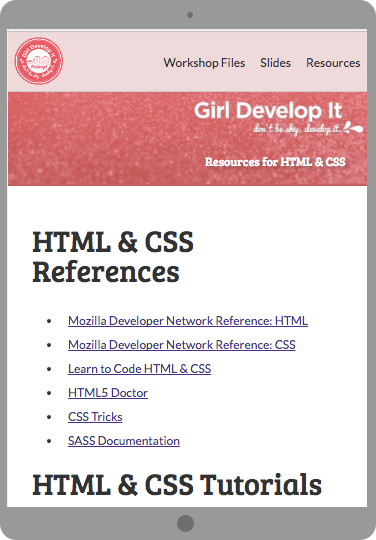 Girl Develop It
Workshop Files Slides Resources
Girl Develop It
don't be shy. develop it.
Resources for HTML & CSS
HTML & CSS
References
Mozilla Developer Network Reference: HTML
Mozilla Developer Network Reference: CSS
Learn to Code HTML & CSS
HTML5 Doctor
CSS Tricks
SASS Documentation
HTML & CSS Tutorials